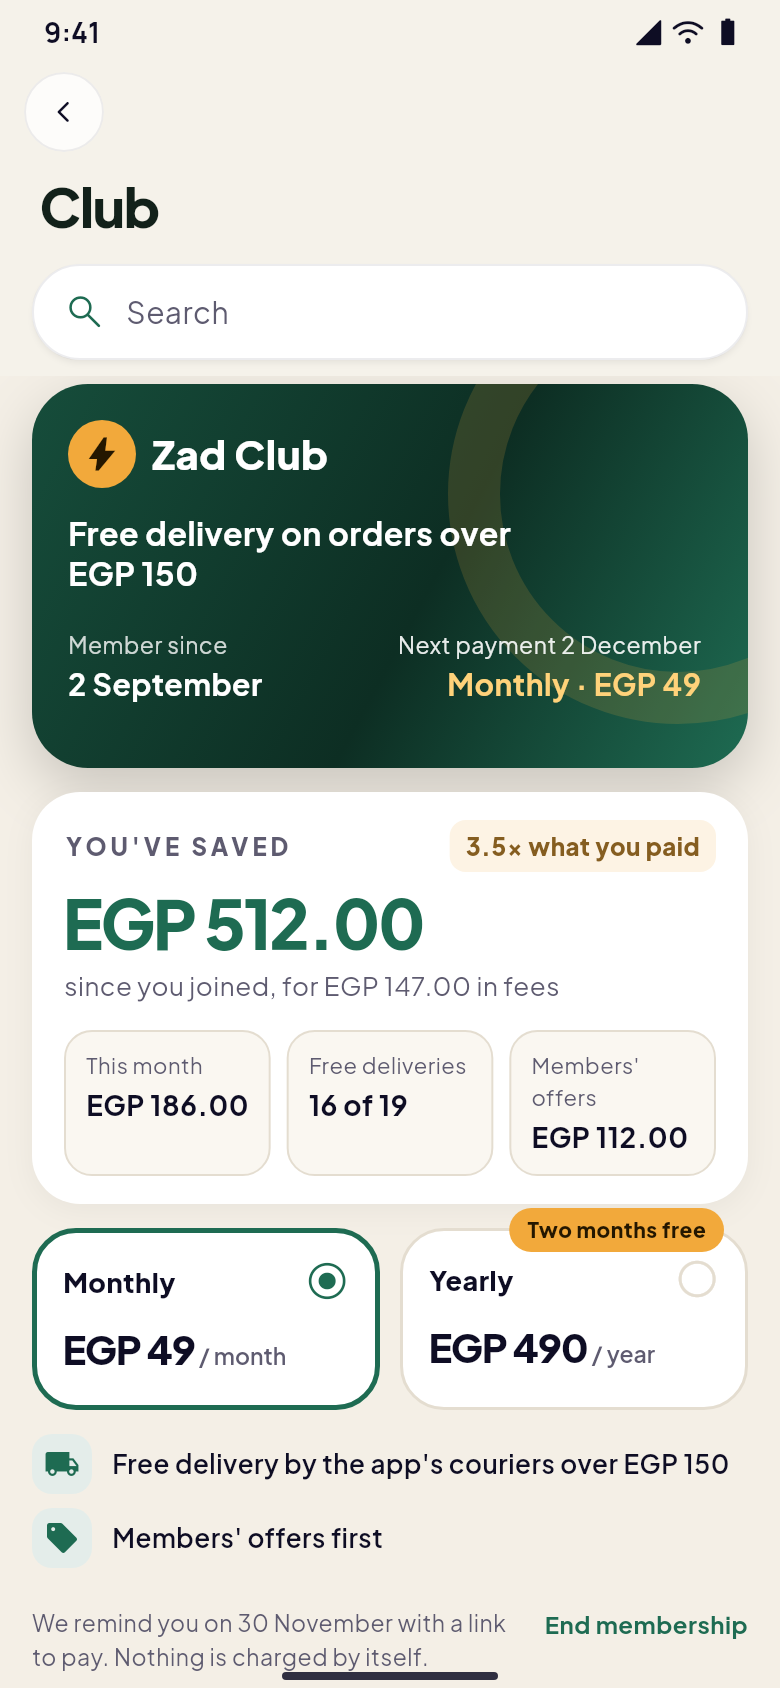 9:41
Club
Search
Zad Club
Free delivery on orders over
EGP 150
Member since
Next payment 2 December
2 September
Monthly · EGP 49
YOU'VE SAVED
3.5× what you paid
EGP 512.00
since you joined, for EGP 147.00 in fees
This month
EGP 186.00
Free deliveries
16 of 19
Members'
offers
EGP 112.00
Two months free
Monthly
EGP 49 / month
Yearly
EGP 490 / year
Free delivery by the app's couriers over EGP 150
Members' offers first
We remind you on 30 November with a link
to pay. Nothing is charged by itself.
End membership